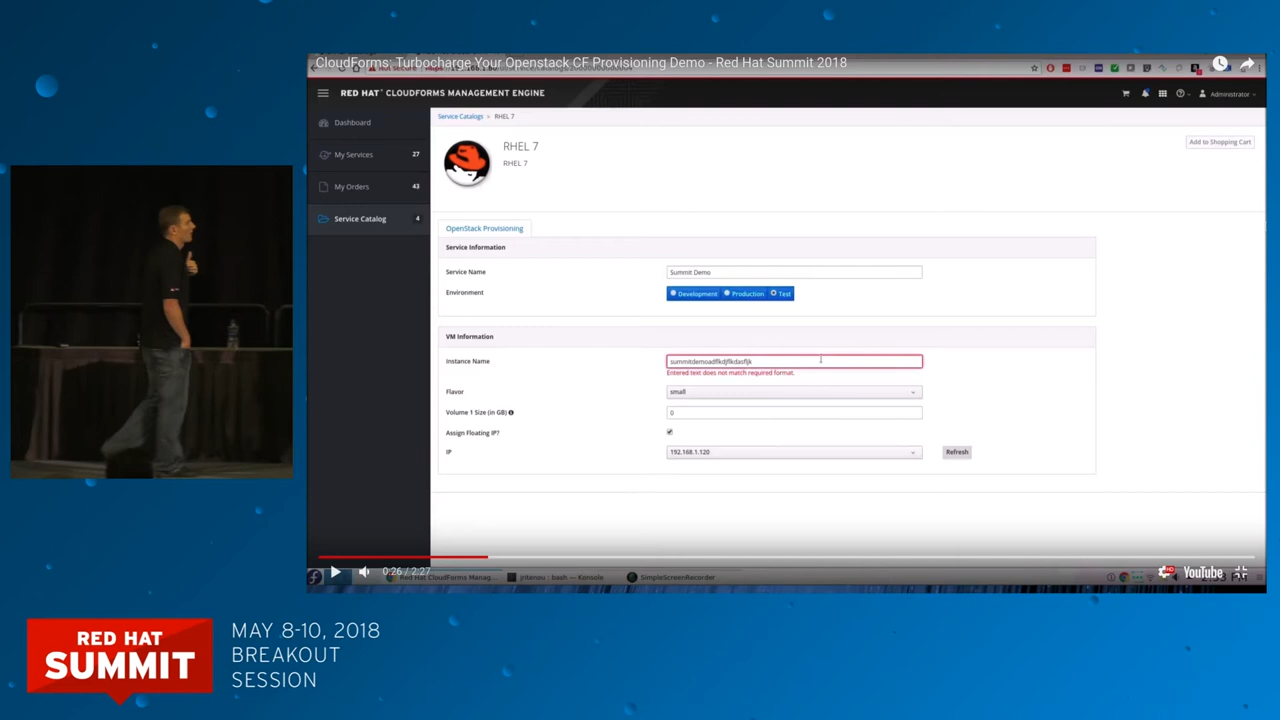 CloudForms: Turbocharge Your Openstack CF Provisioning Demo - Red Hat Summit 2018
RED HAT® CLOUDFORMS MANAGEMENT ENGINE
Administrator
Dashboard
My Services 27
My Orders 43
Service Catalog 4
Service Catalogs » RHEL 7
RHEL 7
RHEL 7
Add to Shopping Cart
OpenStack Provisioning
Service Information
Service Name Summit Demo
Environment Development Production Test
VM Information
Instance Name summitdemoadflkdjflkdasfljk
Entered text does not match required format.
Flavor small
Volume 1 Size (in GB) 0
Assign Floating IP?
IP 192.168.1.120 Refresh
0:26 / 2:27
HD
YouTube
Red Hat CloudForms Manag...
jritenou : bash — Konsole
SimpleScreenRecorder
RED HAT
SUMMIT
MAY 8-10, 2018
BREAKOUT
SESSION